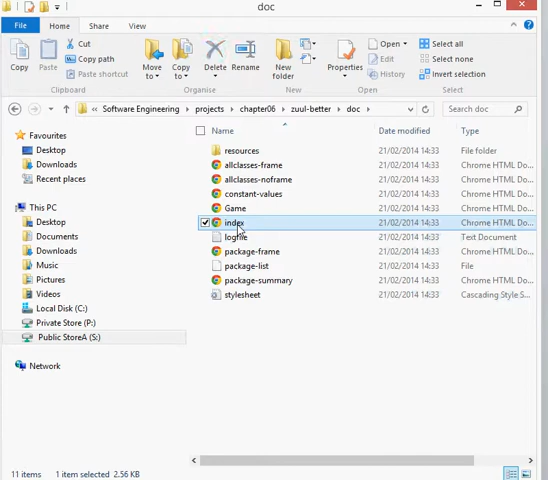 doc
File Home Share View
Copy Paste Cut Copy path Paste shortcut Move to Copy to Delete Rename New folder Properties Open Edit History Select all Select none Invert selection
Clipboard Organise New Open Select
« Software Engineering projects chapter06 zuul-better doc Search doc
Name Date modified Type
Favourites
Desktop
Downloads
Recent places
This PC
Desktop
Documents
Downloads
Music
Pictures
Videos
Local Disk (C:)
Private Store (P:)
Public StoreA (S:)
Network
resources 21/02/2014 14:33 File folder
allclasses-frame 21/02/2014 14:33 Chrome HTML Do...
allclasses-noframe 21/02/2014 14:33 Chrome HTML Do...
constant-values 21/02/2014 14:33 Chrome HTML Do...
Game 21/02/2014 14:33 Chrome HTML Do...
index 21/02/2014 14:33 Chrome HTML Do...
logfile 21/02/2014 14:33 Text Document
package-frame 21/02/2014 14:33 Chrome HTML Do...
package-list 21/02/2014 14:33 File
package-summary 21/02/2014 14:33 Chrome HTML Do...
stylesheet 21/02/2014 14:33 Cascading Style S...
11 items 1 item selected 2.56 KB